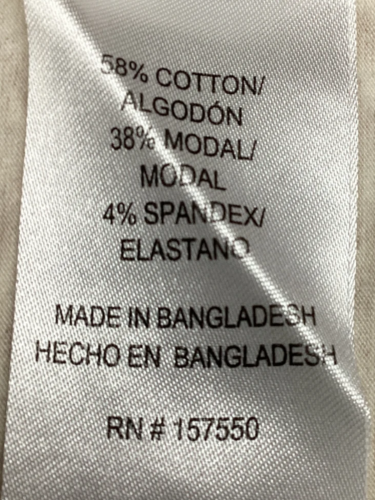 58% COTTON/
ALGODÓN
38% MODAL/
MODAL
4% SPANDEX/
ELASTANO
MADE IN BANGLADESH
HECHO EN BANGLADESH
RN # 157550